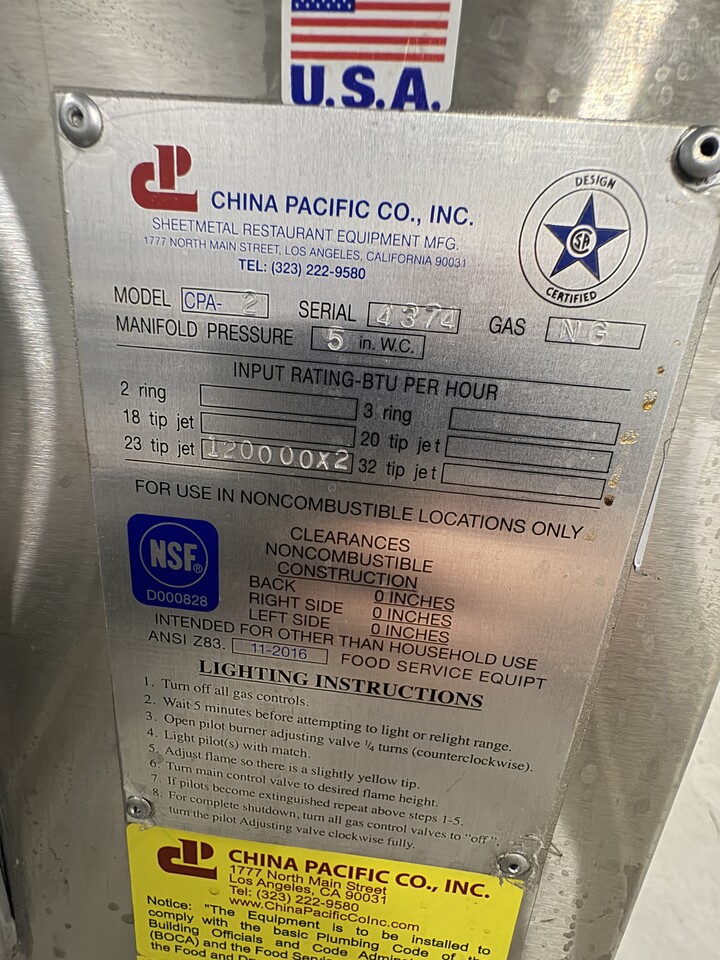 U.S.A.
CHINA PACIFIC CO., INC.
SHEETMETAL RESTAURANT EQUIPMENT MFG.
1777 NORTH MAIN STREET, LOS ANGELES, CALIFORNIA 90031
TEL: (323) 222-9580
DESIGN
CERTIFIED
MODEL CPA- 2 SERIAL 4374 GAS NG
MANIFOLD PRESSURE 5 in. W.C.
INPUT RATING-BTU PER HOUR
2 ring 3 ring
18 tip jet 20 tip jet
23 tip jet 120000X2 32 tip jet
FOR USE IN NONCOMBUSTIBLE LOCATIONS ONLY
NSF®
D000828
CLEARANCES
NONCOMBUSTIBLE
CONSTRUCTION
BACK 0 INCHES
RIGHT SIDE 0 INCHES
LEFT SIDE 0 INCHES
INTENDED FOR OTHER THAN HOUSEHOLD USE
ANSI Z83. 11-2016 FOOD SERVICE EQUIPT
LIGHTING INSTRUCTIONS
1. Turn off all gas controls.
2. Wait 5 minutes before attempting to light or relight range.
3. Open pilot burner adjusting valve ¼ turns (counterclockwise).
4. Light pilot(s) with match.
5. Adjust flame so there is a slightly yellow tip.
6. Turn main control valve to desired flame height.
7. If pilots become extinguished repeat above steps 1-5.
8. For complete shutdown, turn all gas control valves to "off",
turn the pilot Adjusting valve clockwise fully.
CHINA PACIFIC CO., INC.
1777 North Main Street
Los Angeles, CA 90031
Tel: (323) 222-9580
www.ChinaPacificCoInc.com
Notice: "The Equipment is to be installed to
comply with the basic Plumbing Code of the
Building Officials and Code
(BOCA) and the Food
the Food and